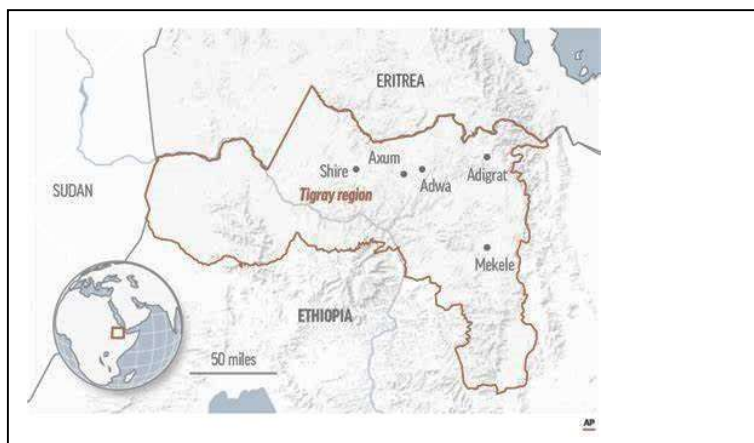 ERITREA
Axum
Shire
Adwa
Adigrat
SUDAN
Tigray region
Mekele
ETHIOPIA
50 miles
AP